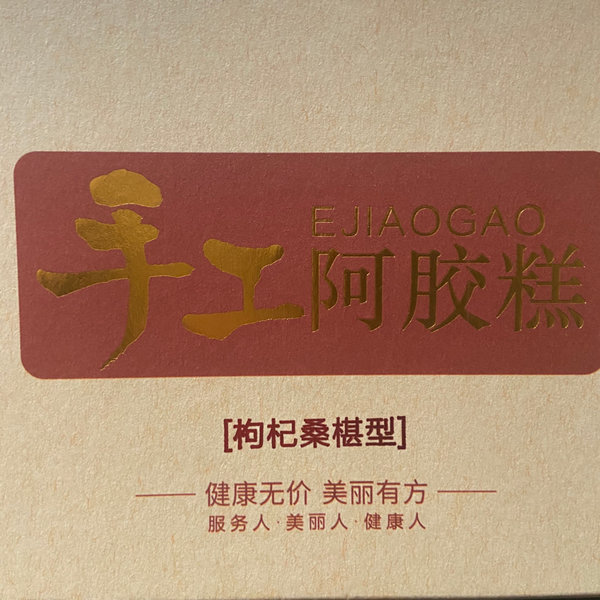 手工
EJIAOGAO
阿胶糕
[枸杞桑椹型]
健康无价 美丽有方
服务人·美丽人·健康人